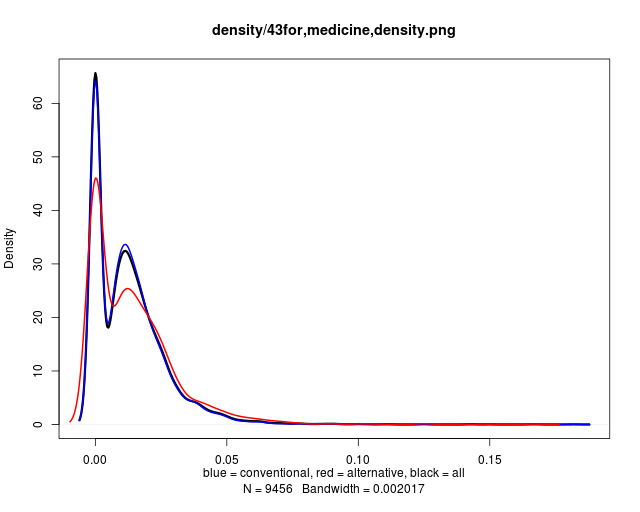 density/43for,medicine,density.png
Density
0 10 20 30 40 50 60
0.00 0.05 0.10 0.15
blue = conventional, red = alternative, black = all
N = 9456 Bandwidth = 0.002017